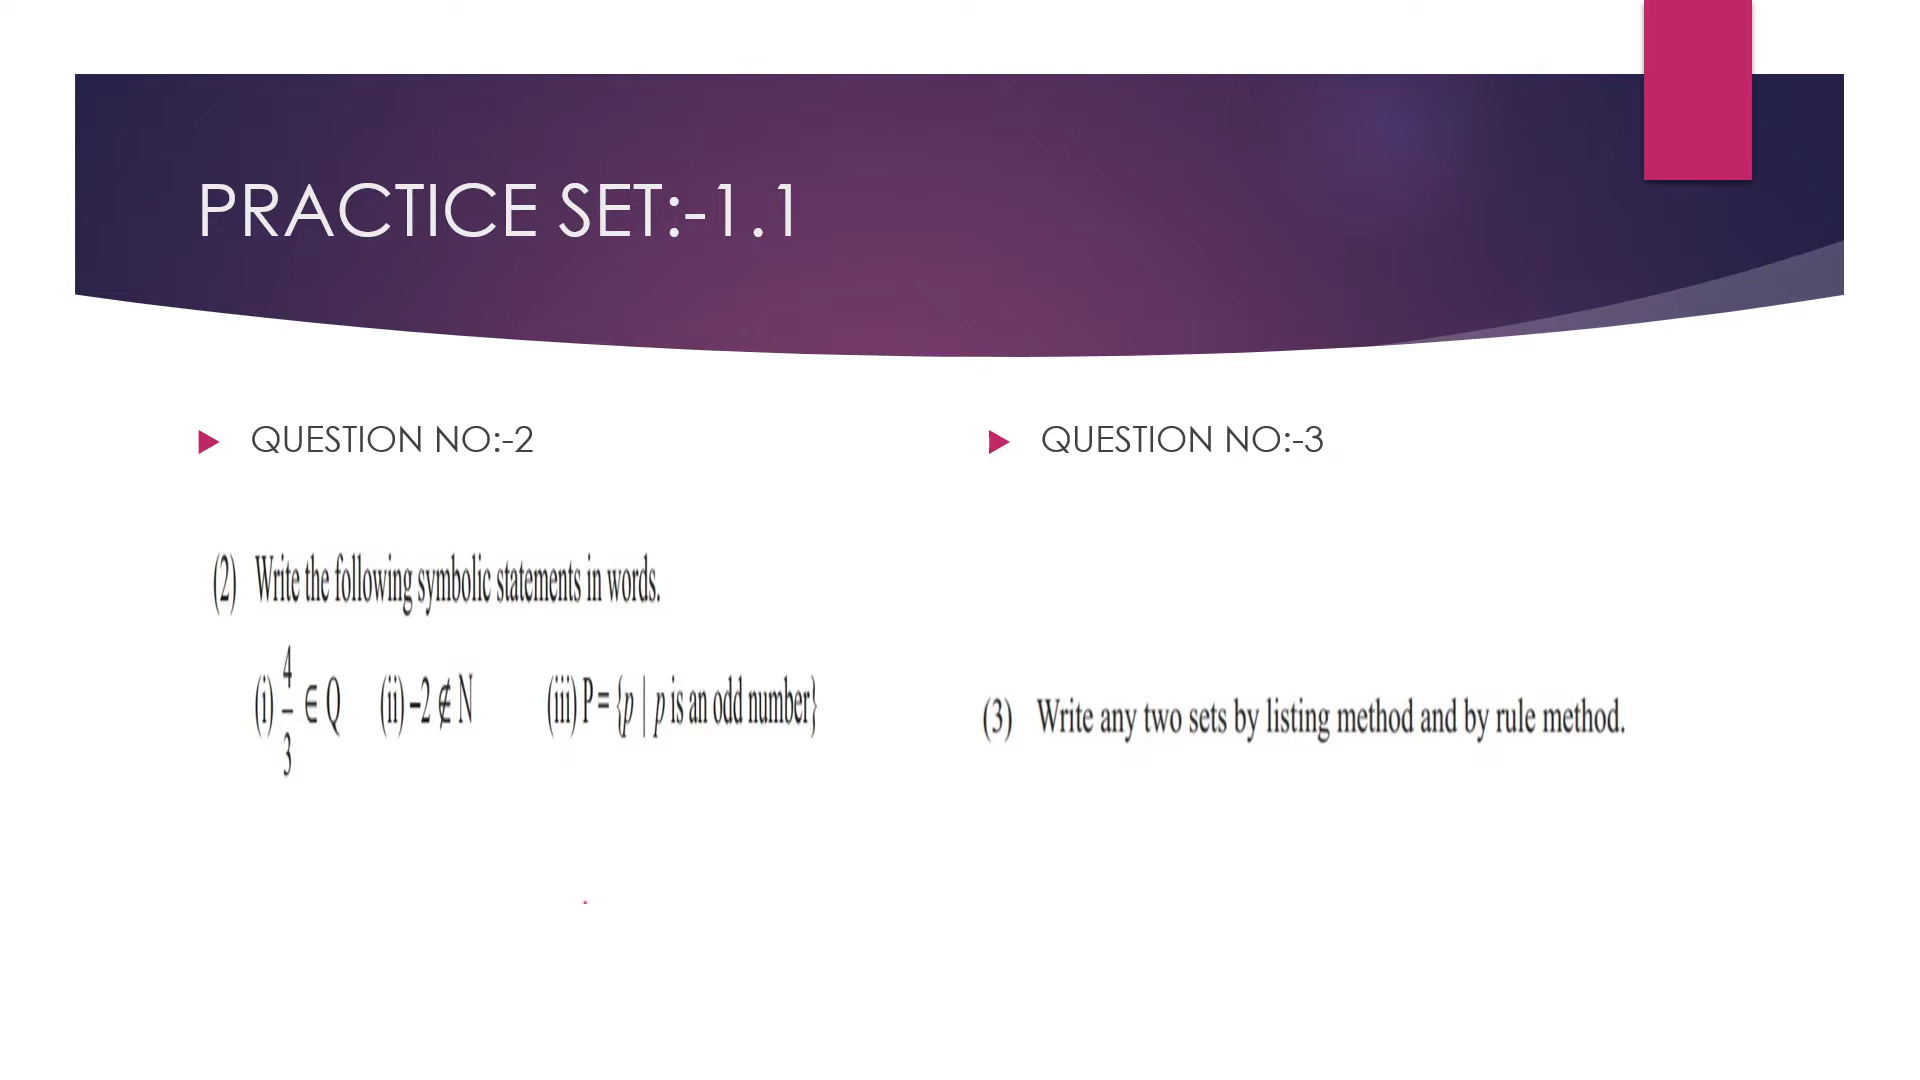 PRACTICE SET:-1.1
QUESTION NO:-2
(2) Write the following symbolic statements in words.
(i) 4/3 ∈ Q (ii) –2 ∉ N (iii) P = {p | p is an odd number}
QUESTION NO:-3
(3) Write any two sets by listing method and by rule method.